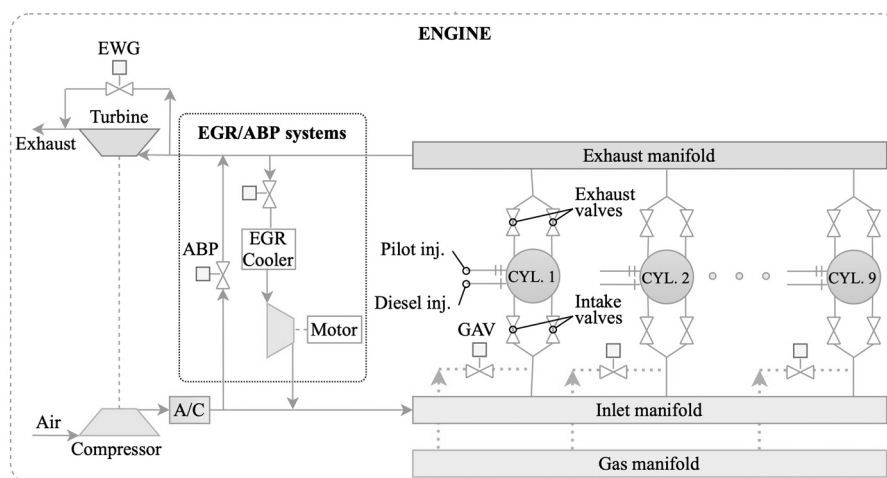 ENGINE
EWG
Turbine
Exhaust
EGR/ABP systems
Exhaust manifold
Exhaust
valves
ABP
EGR
Cooler
Pilot inj.
Diesel inj.
CYL. 1
CYL. 2
CYL. 9
Motor
Intake
valves
GAV
A/C
Inlet manifold
Air
Compressor
Gas manifold